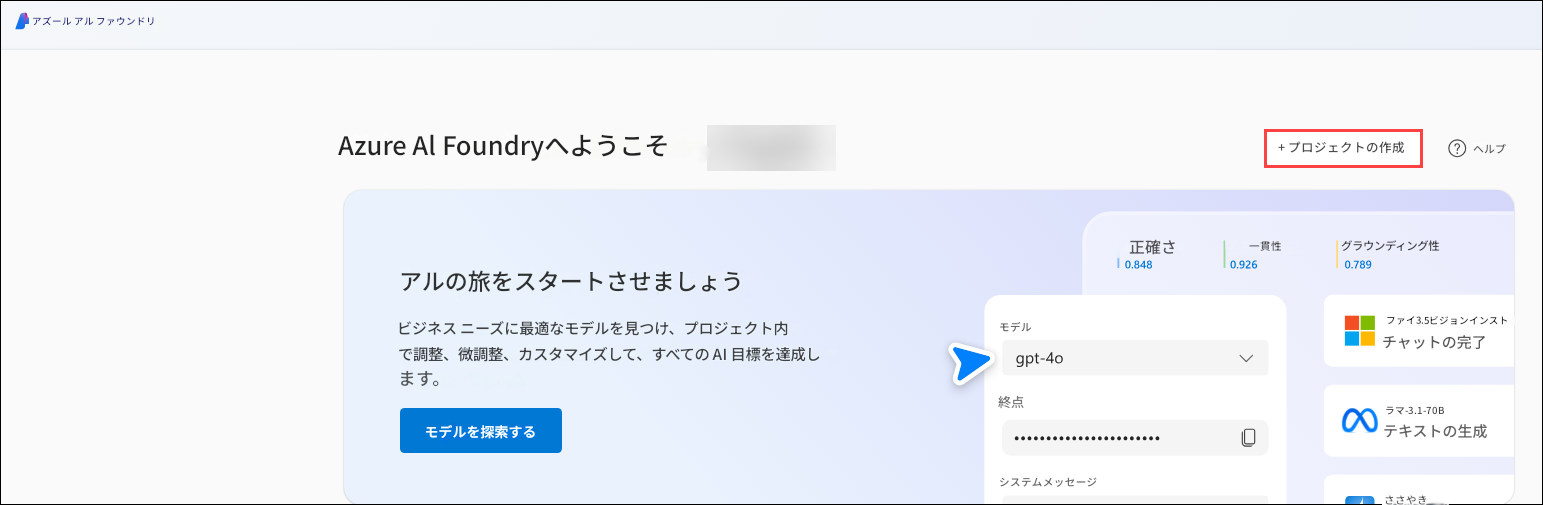 アズール アル ファウンドリ
Azure Al Foundryへようこそ
+ プロジェクトの作成
ヘルプ
アルの旅をスタートさせましょう
ビジネス ニーズに最適なモデルを見つけ、プロジェクト内
で調整、微調整、カスタマイズして、すべての AI 目標を達成し
ます。
モデルを探索する
正確さ
0.848
一貫性
0.926
グラウンディング性
0.789
モデル
gpt-4o
終点
••••••••••••••••••••••••
システムメッセージ
ファイ3.5ビジョンインスト
チャットの完了
ラマ-3.1-70B
テキストの生成
ささやき